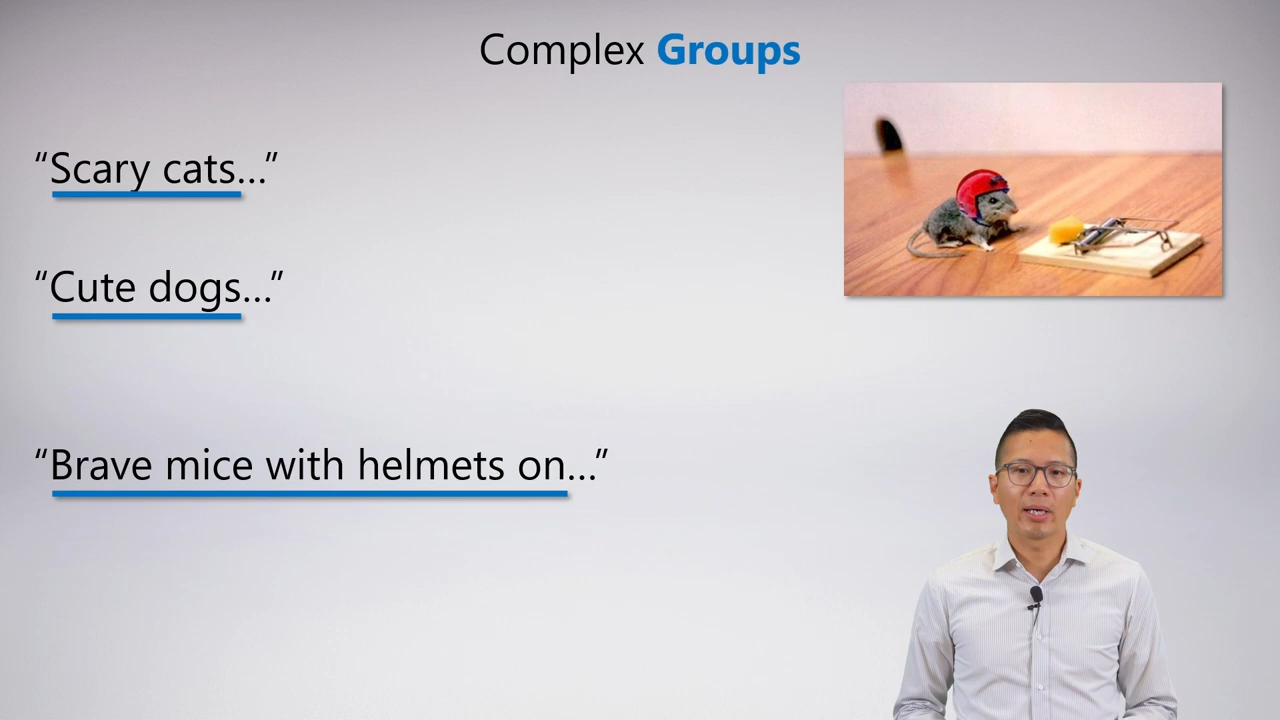 Complex Groups
“Scary cats…”
“Cute dogs…”
“Brave mice with helmets on…”